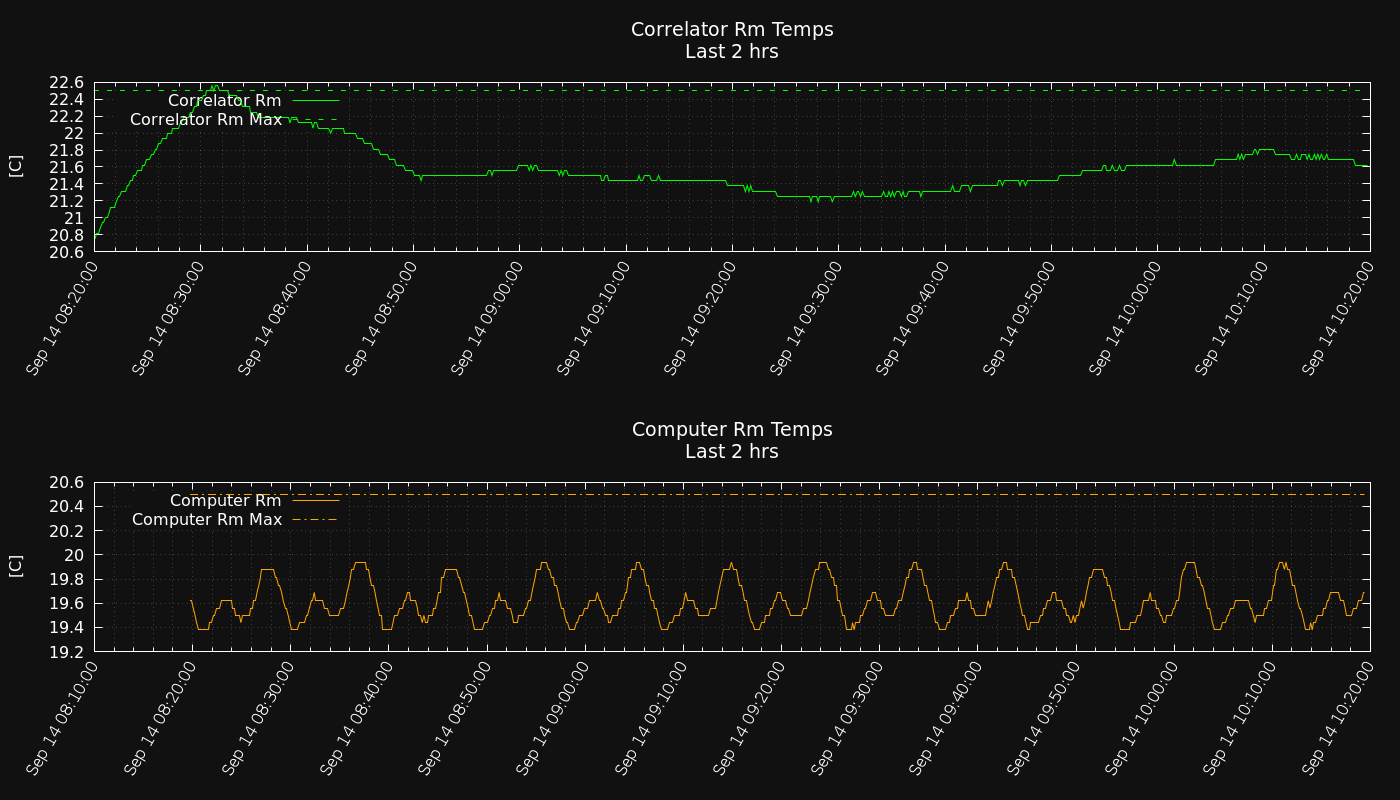 Correlator Rm Temps
Last 2 hrs
22.6
22.4
22.2
22
21.8
21.6
21.4
21.2
21
20.8
20.6
[C]
Correlator Rm
Correlator Rm Max
Sep 14 08:20:00
Sep 14 08:30:00
Sep 14 08:40:00
Sep 14 08:50:00
Sep 14 09:00:00
Sep 14 09:10:00
Sep 14 09:20:00
Sep 14 09:30:00
Sep 14 09:40:00
Sep 14 09:50:00
Sep 14 10:00:00
Sep 14 10:10:00
Sep 14 10:20:00
Computer Rm Temps
Last 2 hrs
20.6
20.4
20.2
20
19.8
19.6
19.4
19.2
[C]
Computer Rm
Computer Rm Max
Sep 14 08:10:00
Sep 14 08:20:00
Sep 14 08:30:00
Sep 14 08:40:00
Sep 14 08:50:00
Sep 14 09:00:00
Sep 14 09:10:00
Sep 14 09:20:00
Sep 14 09:30:00
Sep 14 09:40:00
Sep 14 09:50:00
Sep 14 10:00:00
Sep 14 10:10:00
Sep 14 10:20:00